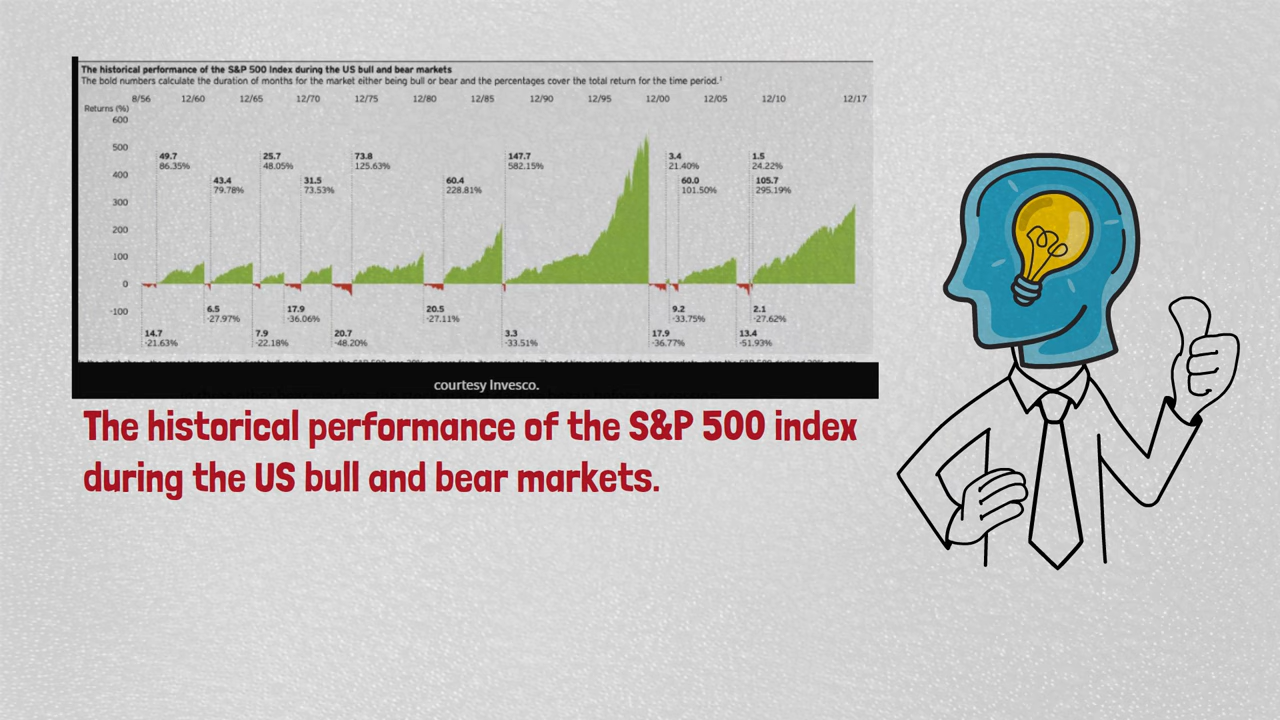 The historical performance of the S&P 500 Index during the US bull and bear markets
The bold numbers calculate the duration of months for the market either being bull or bear and the percentages cover the total return for the time period.¹
8/56 12/60 12/65 12/70 12/75 12/80 12/85 12/90 12/95 12/00 12/05 12/10 12/17
Returns (%)
600
500
400
300
200
100
0
-100
49.7 25.7 73.8 147.7 3.4 1.5
86.35% 48.05% 125.63% 582.15% 21.40% 24.22%
43.4 31.5 60.4 60.0 105.7
79.78% 73.53% 228.81% 101.50% 295.19%
6.5 17.9 20.5 9.2 2.1
-27.97% -36.06% -27.11% -33.75% -27.62%
14.7 7.9 20.7 3.3 17.9 13.4
-21.63% -22.18% -48.20% -33.51% -36.77% -51.93%
courtesy Invesco.
The historical performance of the S&P 500 index
during the US bull and bear markets.